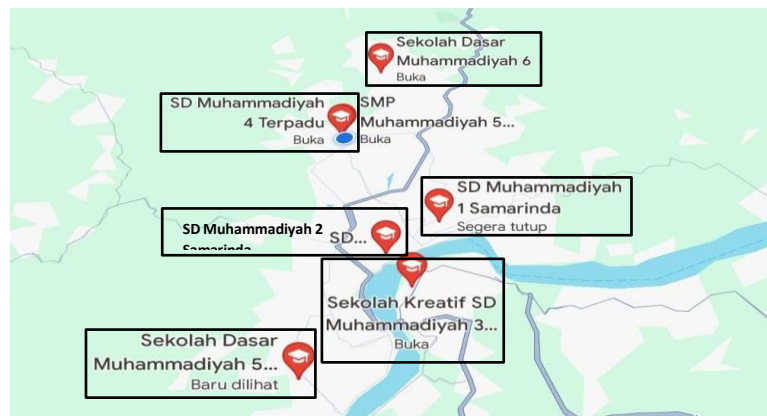 Sekolah Dasar
Muhammadiyah 6
Buka
SD Muhammadiyah
4 Terpadu
Buka
SMP
Muhammadiyah 5...
Buka
SD Muhammadiyah
1 Samarinda
Segera tutup
SD Muhammadiyah 2
Samarinda
SD...
Sekolah Kreatif SD
Muhammadiyah 3...
Buka
Sekolah Dasar
Muhammadiyah 5...
Baru dilihat